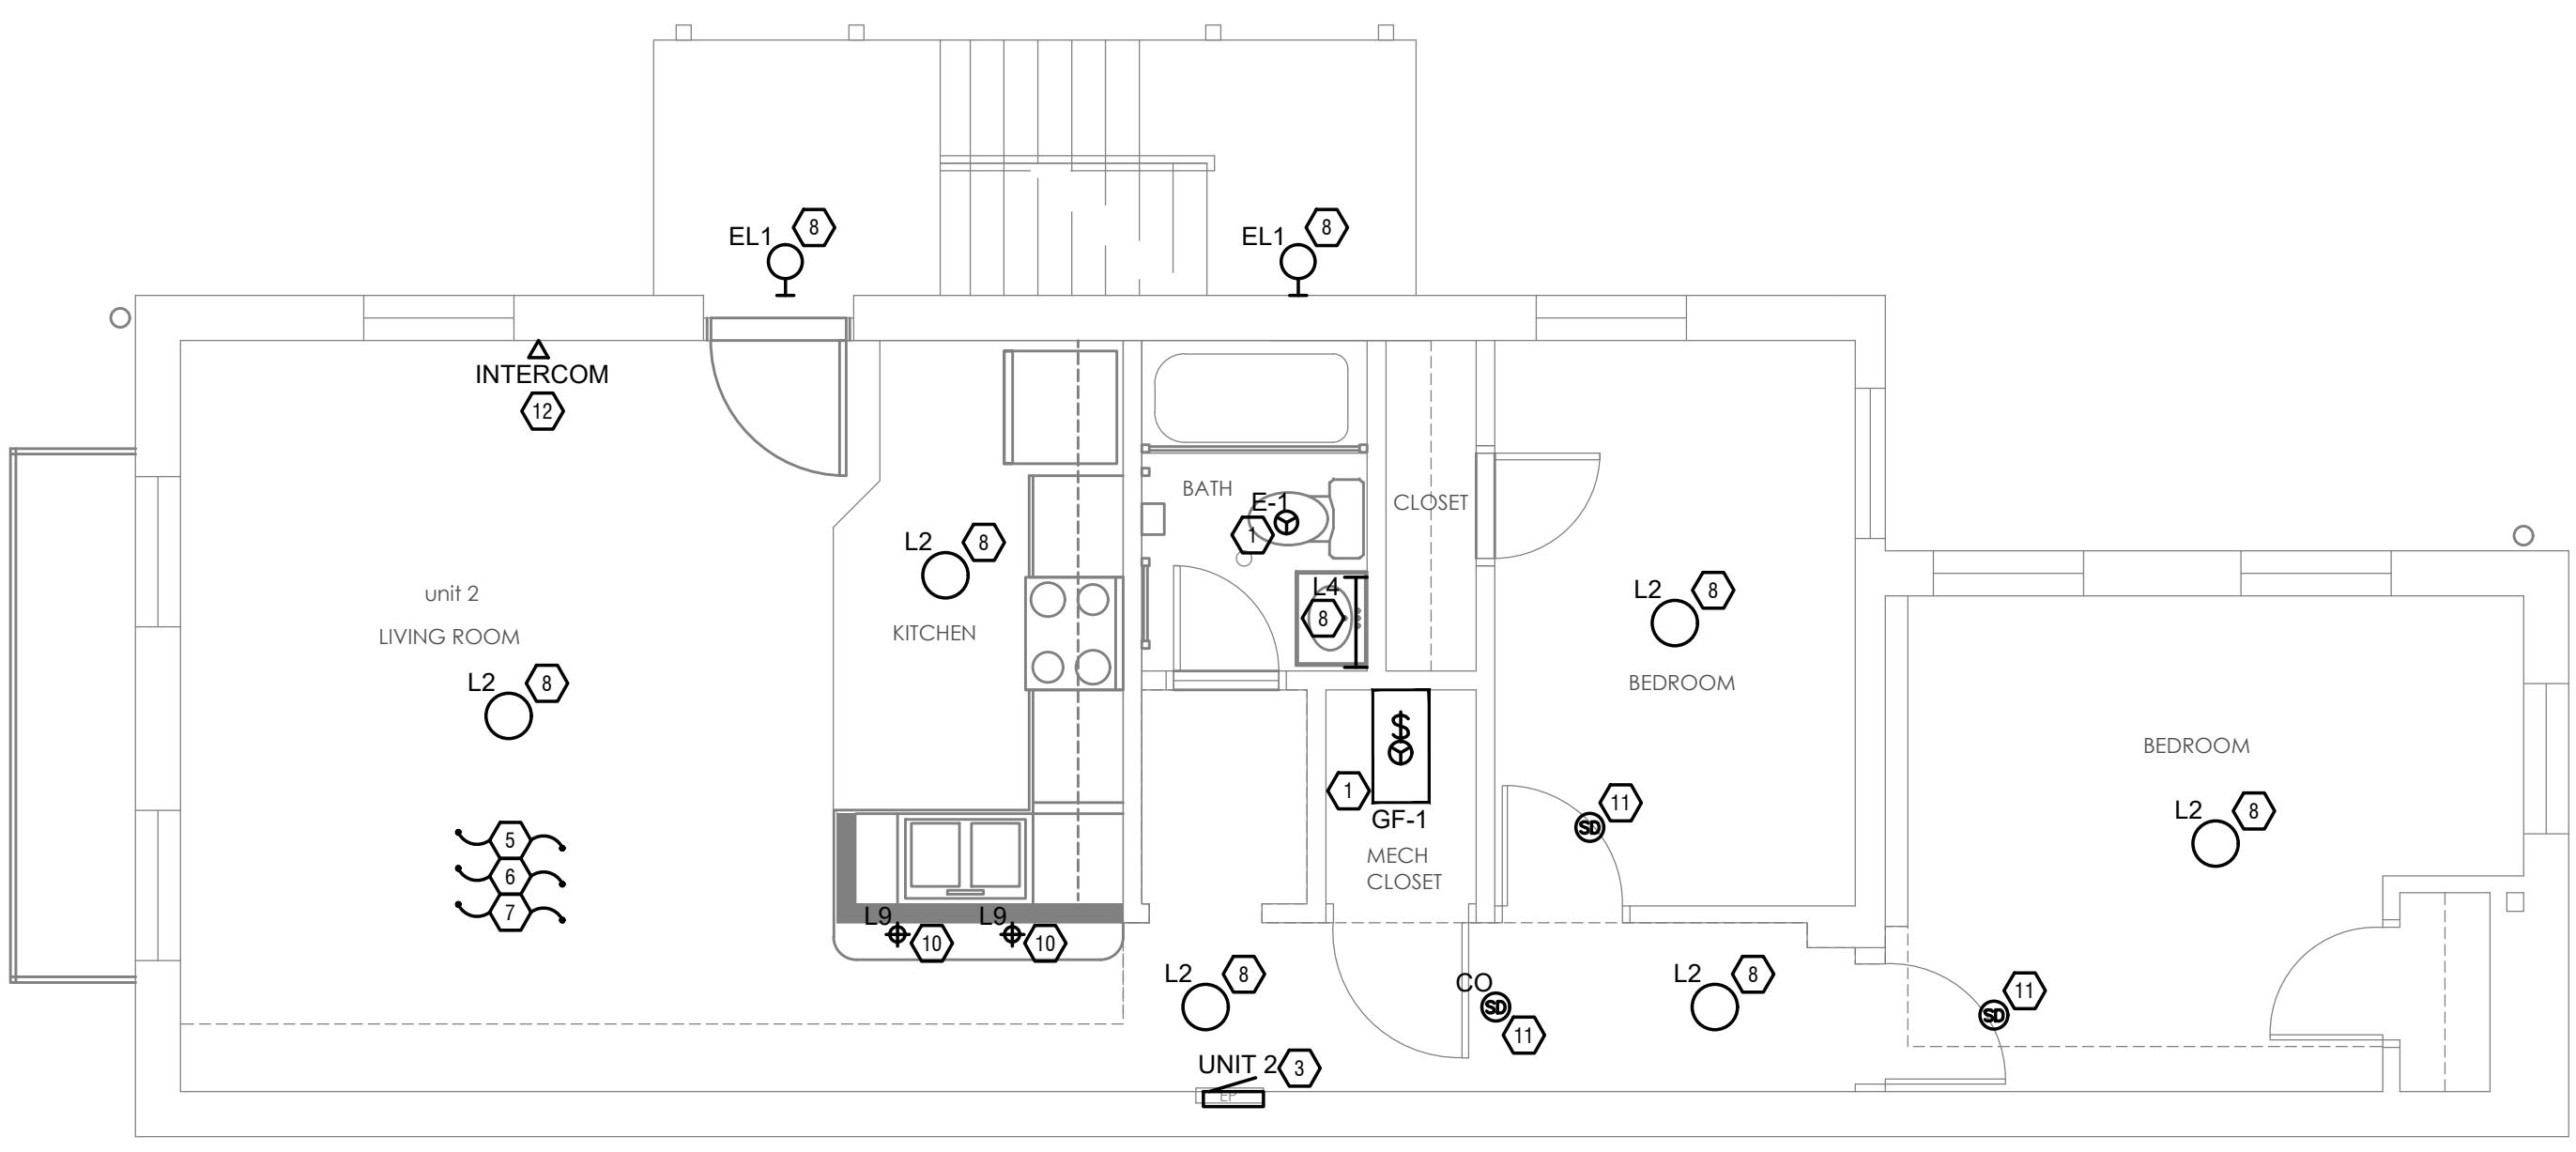 EL1 8
EL1 8
INTERCOM
12
BATH
E-1
1
CLOSET
L2 8
L4
8
unit 2
LIVING ROOM
KITCHEN
L2 8
BEDROOM
L2 8
$
BEDROOM
1
GF-1
11
SD
L2 8
MECH
CLOSET
5
6
7
L9
10
L9
10
L2 8
CO
SD
11
L2 8
11
SD
UNIT 2 3
EP